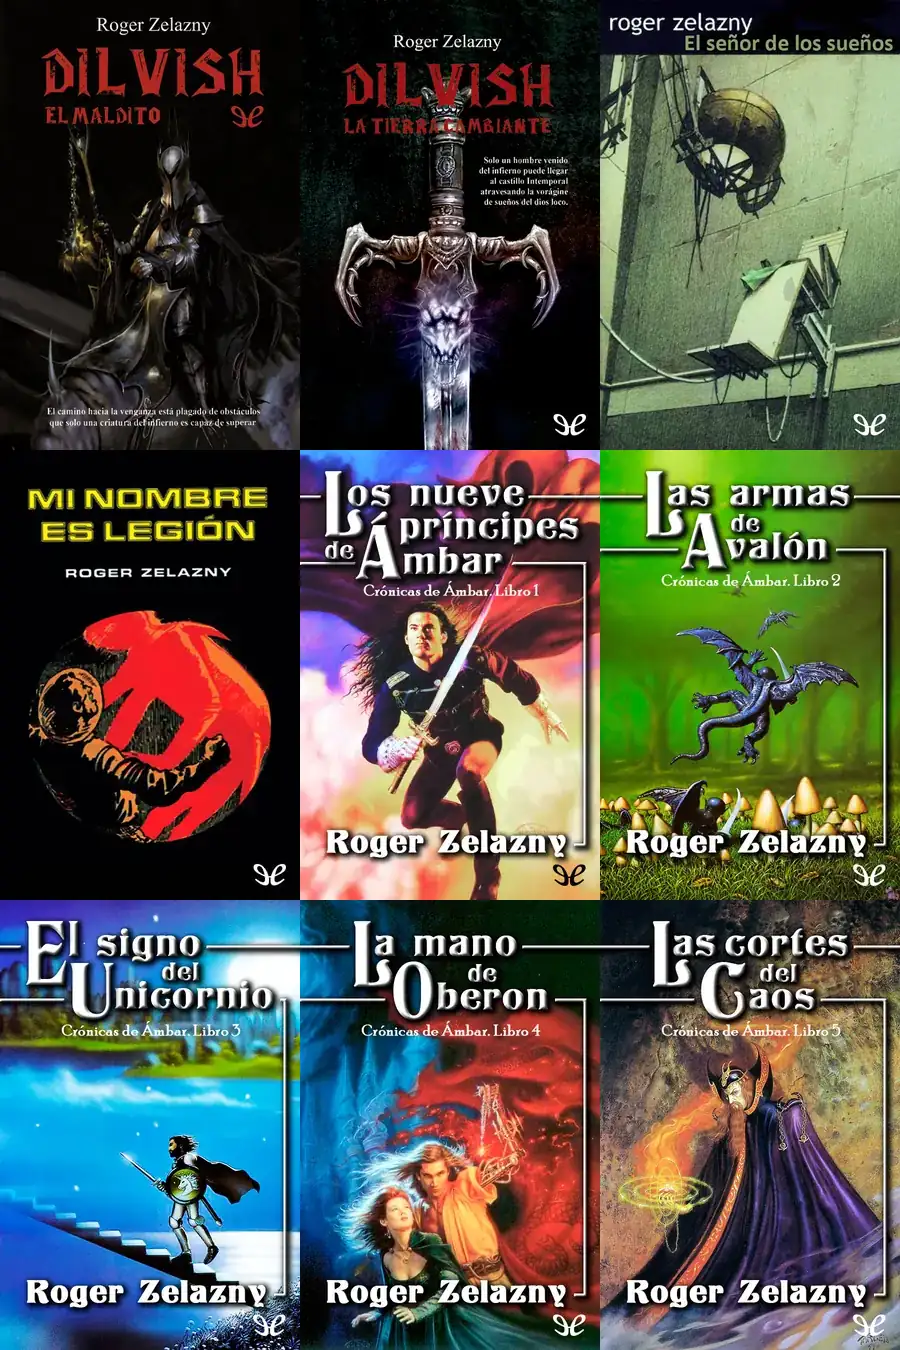 Roger Zelazny
DILVISH
EL MALDITO
El camino hacia la venganza está plagado de obstáculos
que solo una criatura del infierno es capaz de superar
Roger Zelazny
DILVISH
LA TIERRA CAMBIANTE
Solo un hombre venido
del infierno puede llegar
al castillo Intemporal
atravesando la vorágine
de sueños del dios loco.
roger zelazny
El señor de los sueños
MI NOMBRE
ES LEGIÓN
ROGER ZELAZNY
Los nueve
príncipes
de Ámbar
Crónicas de Ámbar. Libro 1
Roger Zelazny
Las armas
de
Avalón
Crónicas de Ámbar. Libro 2
Roger Zelazny
El signo
del
Unicornio
Crónicas de Ámbar. Libro 3
Roger Zelazny
La mano
de
Oberon
Crónicas de Ámbar. Libro 4
Roger Zelazny
Las cortes
del
Caos
Crónicas de Ámbar. Libro 5
Roger Zelazny